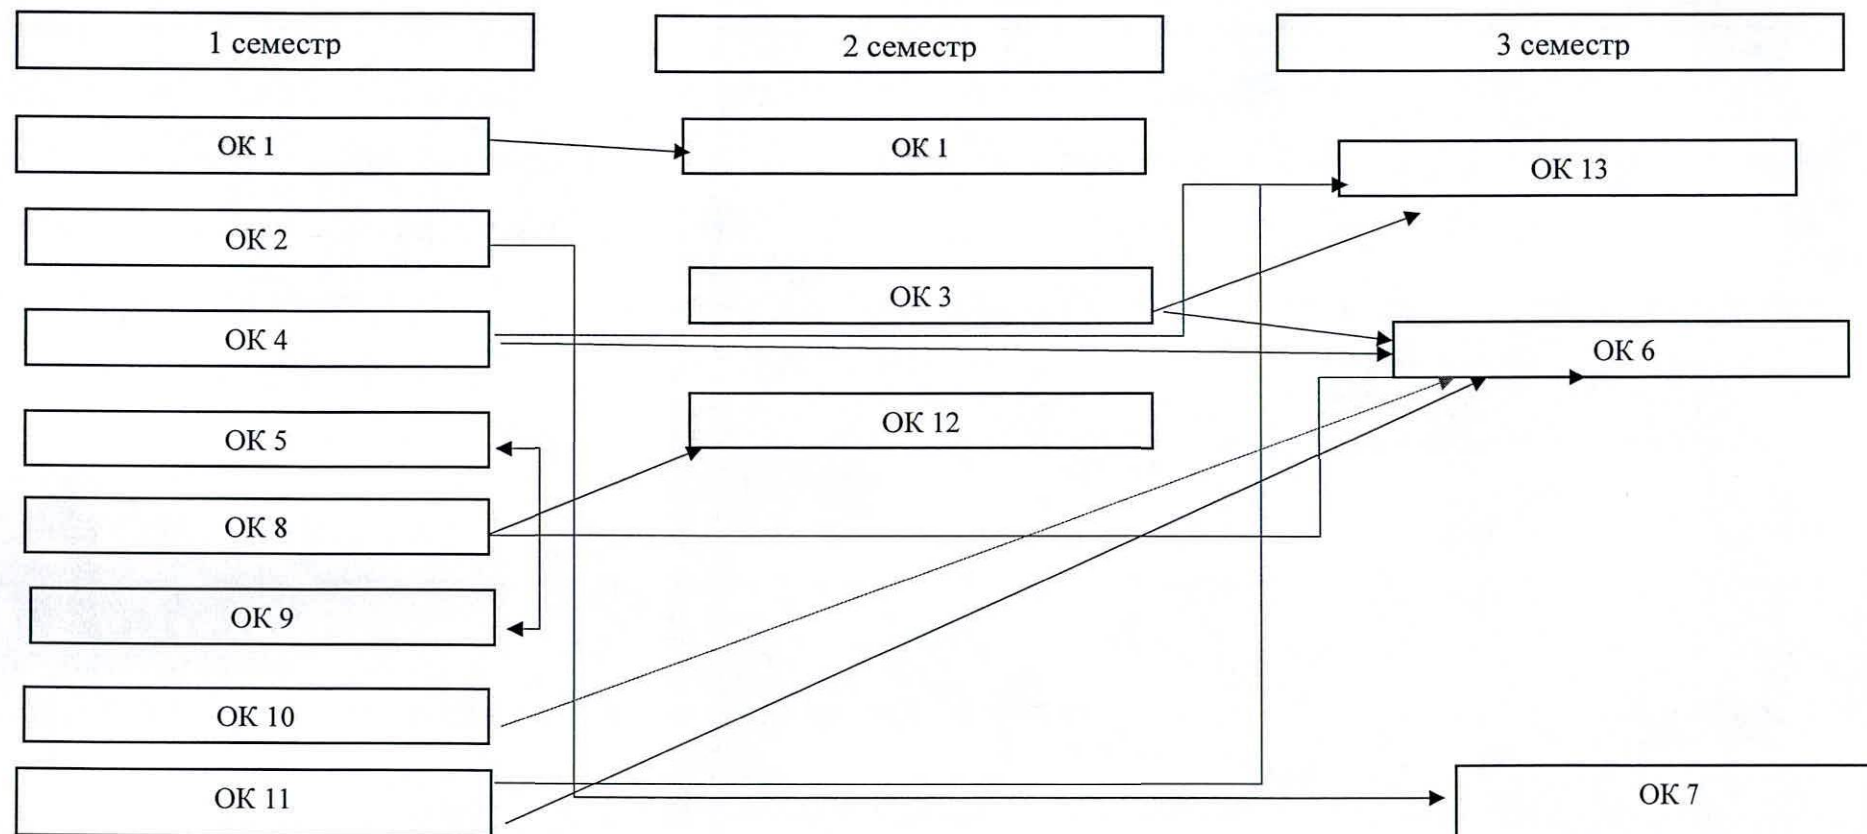 1 семестр
2 семестр
3 семестр
ОК 1
ОК 1
ОК 13
ОК 2
ОК 3
ОК 4
ОК 6
ОК 5
ОК 12
ОК 8
ОК 9
ОК 10
ОК 11
ОК 7